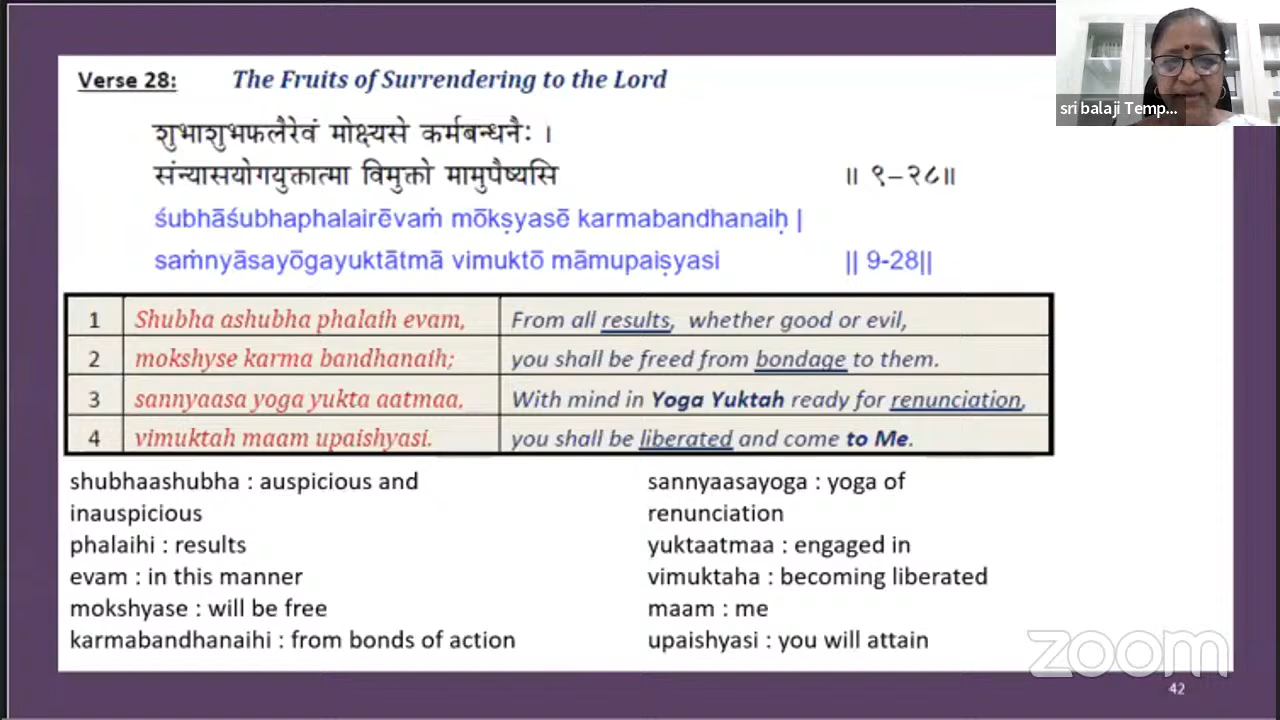 Verse 28: The Fruits of Surrendering to the Lord
शुभाशुभफलैरेवं मोक्ष्यसे कर्मबन्धनैः ।
संन्यासयोगयुक्तात्मा विमुक्तो मामुपैष्यसि ॥ ९-२८॥
śubhāśubhaphalairēvaṁ mōkṣyasē karmabandhanaiḥ |
saṁnyāsayōgayuktātmā vimuktō māmupaiṣyasi || 9-28||
1 Shubha ashubha phalaih evam, From all results, whether good or evil,
2 mokshyse karma bandhanaih; you shall be freed from bondage to them.
3 sannyaasa yoga yukta aatmaa, With mind in Yoga Yuktah ready for renunciation,
4 vimuktah maam upaishyasi. you shall be liberated and come to Me.
shubhaashubha : auspicious and
inauspicious
phalaihi : results
evam : in this manner
mokshyase : will be free
karmabandhanaihi : from bonds of action
sannyaasayoga : yoga of
renunciation
yuktaatmaa : engaged in
vimuktaha : becoming liberated
maam : me
upaishyasi : you will attain
sri balaji Temp...
zoom
42